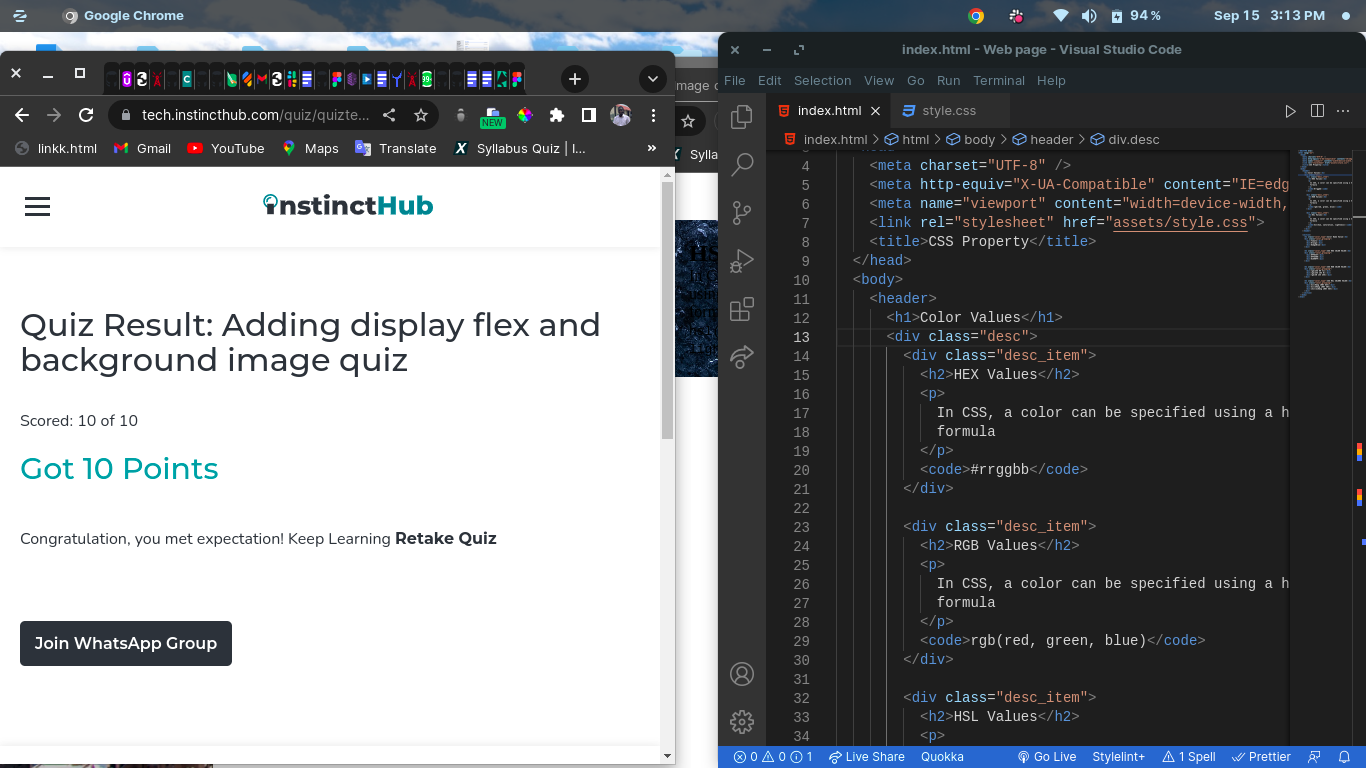 Google Chrome
94 %
Sep 15 3:13 PM
tech.instincthub.com/quiz/quizte...
NEW
linkk.html
Gmail
YouTube
Maps
Translate
Syllabus Quiz | I...
»
instinctHub
Quiz Result: Adding display flex and
background image quiz
Scored: 10 of 10
Got 10 Points
Congratulation, you met expectation! Keep Learning Retake Quiz
Join WhatsApp Group
Sylla
index.html - Web page - Visual Studio Code
File Edit Selection View Go Run Terminal Help
index.html
style.css
index.html > html > body > header > div.desc
4 <meta charset="UTF-8" />
5 <meta http-equiv="X-UA-Compatible" content="IE=edg
6 <meta name="viewport" content="width=device-width,
7 <link rel="stylesheet" href="assets/style.css">
8 <title>CSS Property</title>
9 </head>
10 <body>
11 <header>
12 <h1>Color Values</h1>
13 <div class="desc">
14 <div class="desc_item">
15 <h2>HEX Values</h2>
16 <p>
17 In CSS, a color can be specified using a h
18 formula
19 </p>
20 <code>#rrggbb</code>
21 </div>
22
23 <div class="desc_item">
24 <h2>RGB Values</h2>
25 <p>
26 In CSS, a color can be specified using a h
27 formula
28 </p>
29 <code>rgb(red, green, blue)</code>
30 </div>
31
32 <div class="desc_item">
33 <h2>HSL Values</h2>
34 <p>
0 0 1 Live Share Quokka Go Live Stylelint+ 1 Spell Prettier